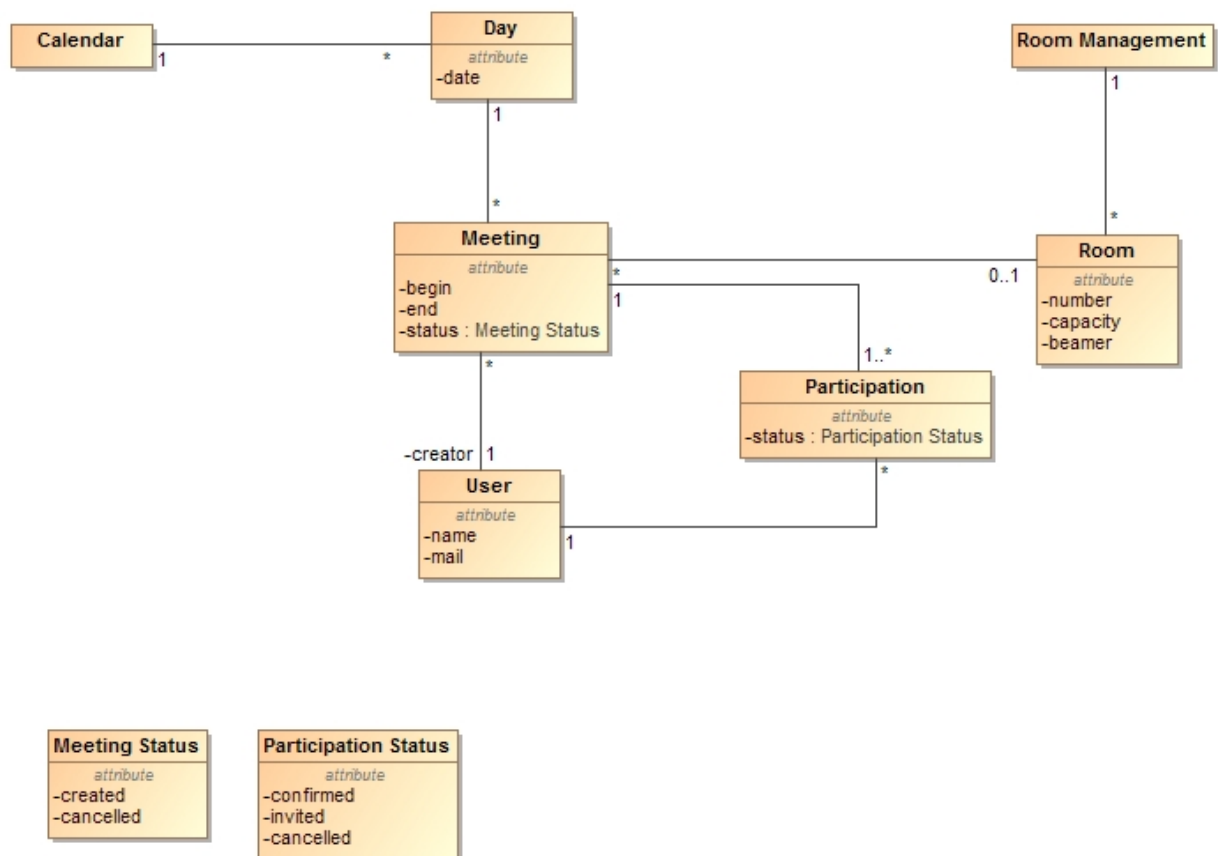 Calendar
1
*
Day
attribute
-date
1
*
Room Management
1
*
Meeting
attribute
-begin
-end
-status : Meeting Status
*
0..1
1
1..*
*
Room
attribute
-number
-capacity
-beamer
Participation
attribute
-status : Participation Status
*
-creator
1
User
attribute
-name
-mail
1
Meeting Status
attribute
-created
-cancelled
Participation Status
attribute
-confirmed
-invited
-cancelled